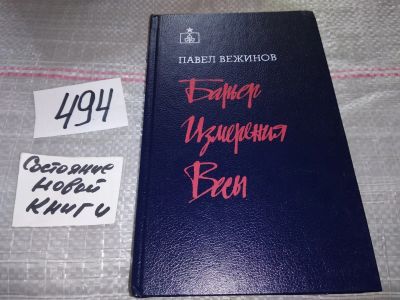 494
Состояние
новой
книги
ПАВЕЛ ВЕЖИНОВ
Барьер
Измерения
Весы